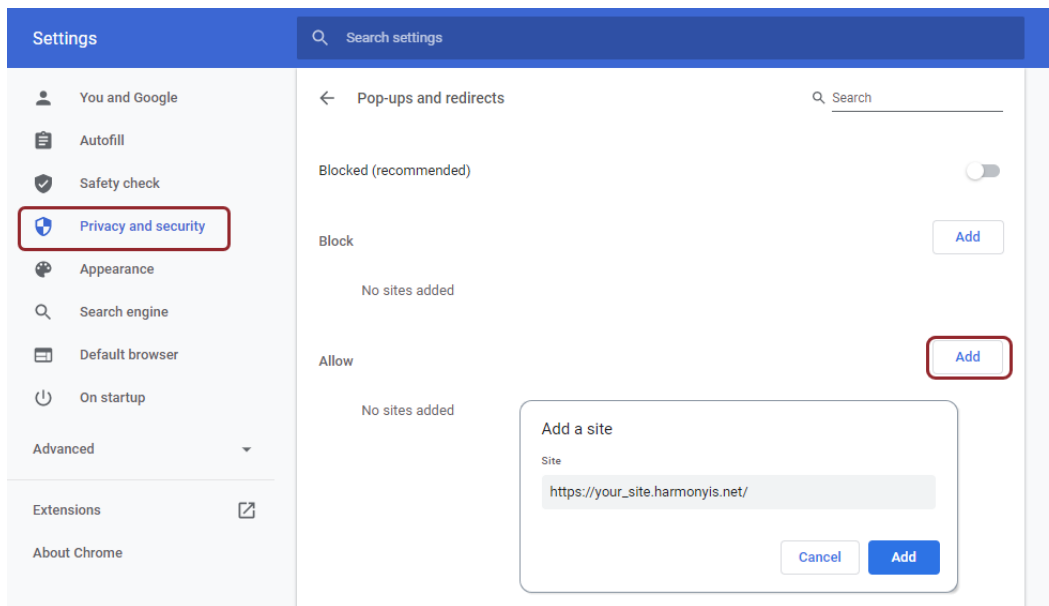 Settings
Search settings
You and Google
Autofill
Safety check
Privacy and security
Appearance
Search engine
Default browser
On startup
Advanced
Extensions
About Chrome
Pop-ups and redirects
Search
Blocked (recommended)
Block
Add
No sites added
Allow
Add
No sites added
Add a site
Site
https://your_site.harmonyis.net/
Cancel
Add